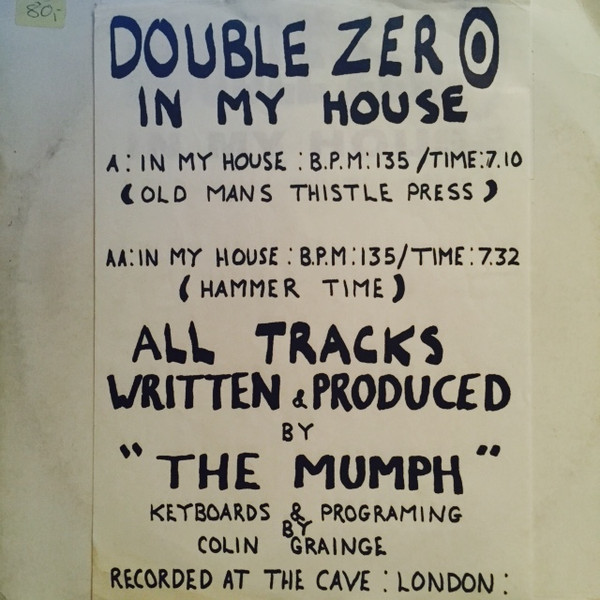 80,-
DOUBLE ZERO
IN MY HOUSE
A: IN MY HOUSE : B.P.M: 135 / TIME: 7.10
( OLD MANS THISTLE PRESS )
AA: IN MY HOUSE : B.P.M: 135 / TIME: 7.32
( HAMMER TIME )
ALL TRACKS
WRITTEN & PRODUCED
BY
" THE MUMPH "
KEYBOARDS & PROGRAMING
BY
COLIN GRAINGE
RECORDED AT THE CAVE : LONDON :